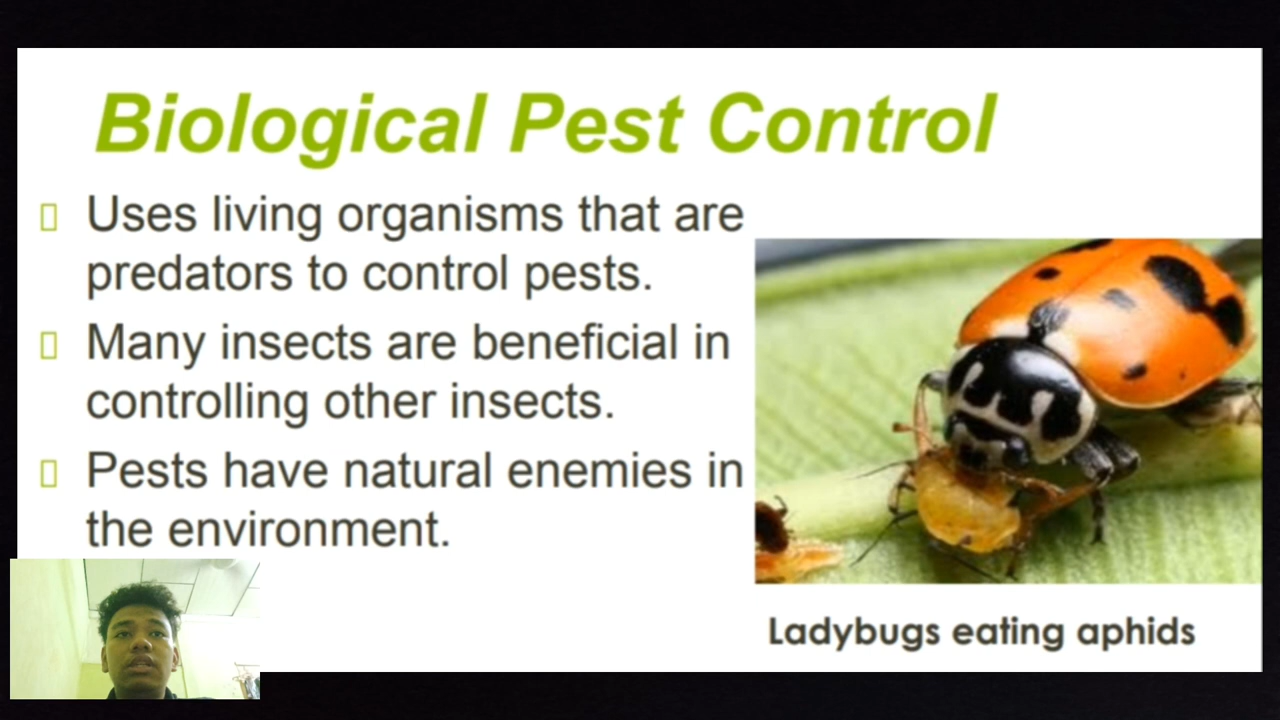 Biological Pest Control
Uses living organisms that are
predators to control pests.
Many insects are beneficial in
controlling other insects.
Pests have natural enemies in
the environment.
Ladybugs eating aphids